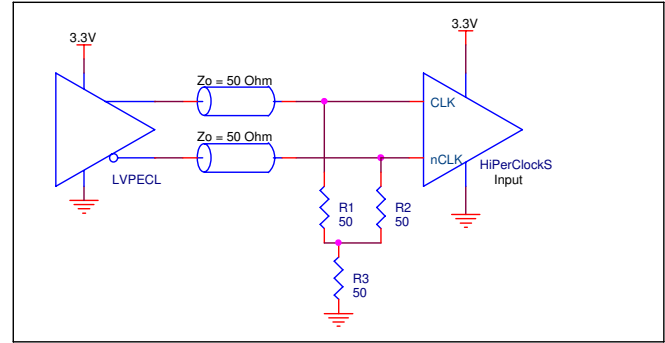 3.3V
3.3V
Zo = 50 Ohm
CLK
Zo = 50 Ohm
nCLK
LVPECL
HiPerClockS
Input
R1
50
R2
50
R3
50